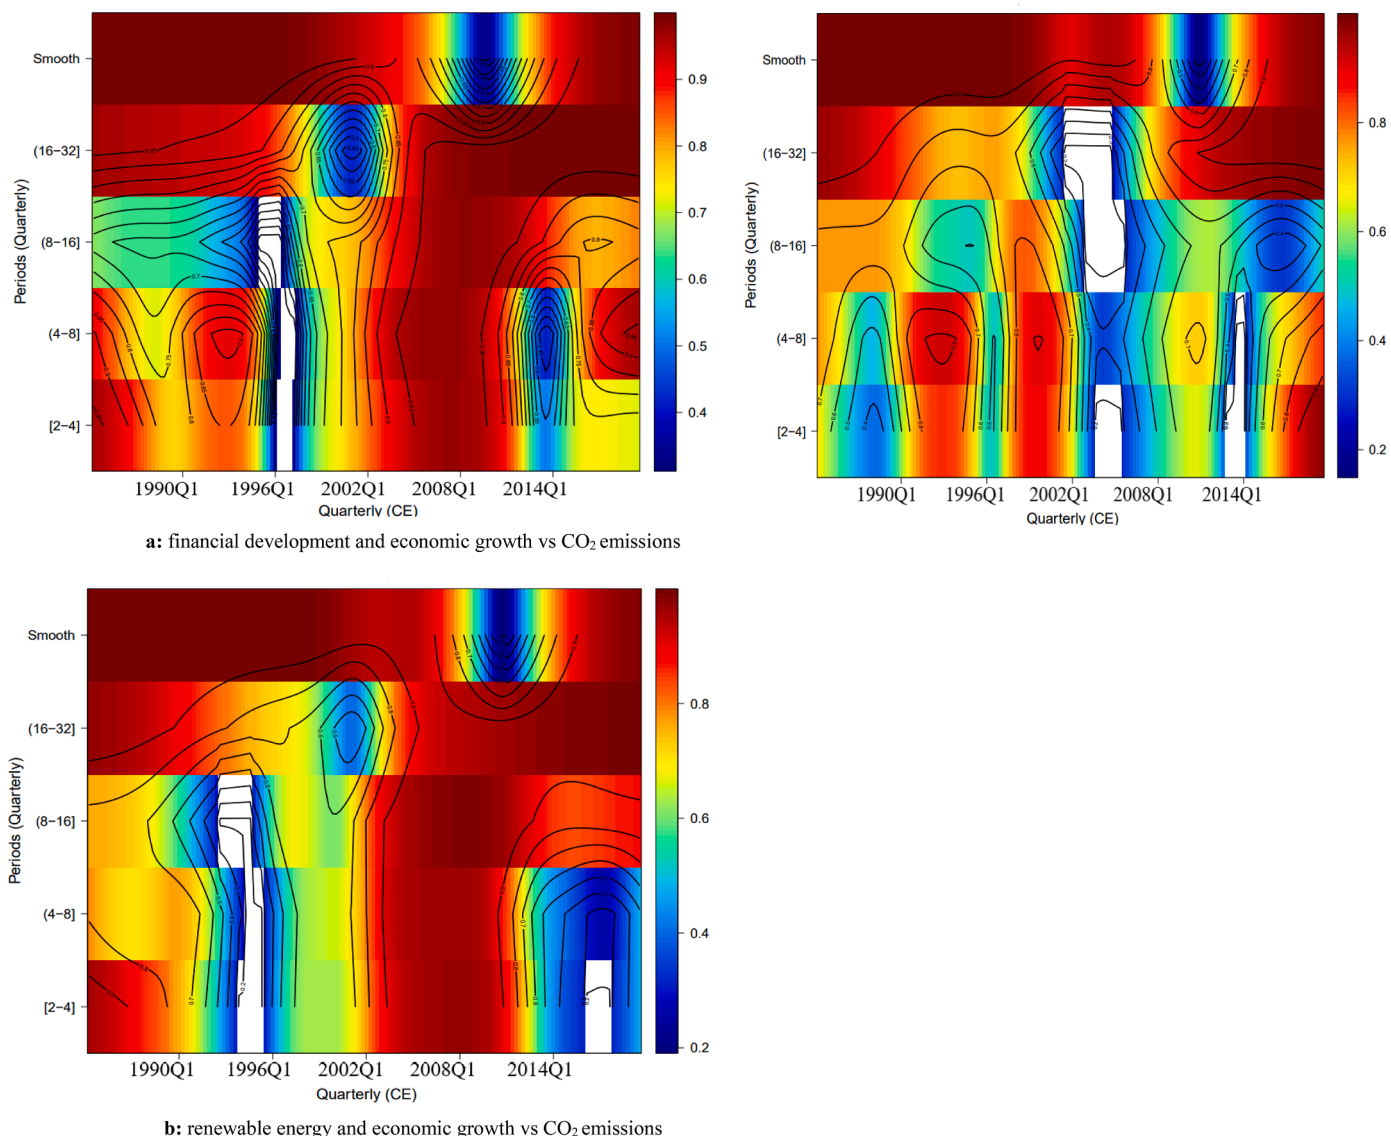 Smooth
(16−32]
(8−16]
(4−8]
[2−4]
Periods (Quarterly)
1990Q1 1996Q1 2002Q1 2008Q1 2014Q1
Quarterly (CE)
0.9
0.8
0.7
0.6
0.5
0.4
a: financial development and economic growth vs CO₂ emissions
Smooth
(16−32]
(8−16]
(4−8]
[2−4]
Periods (Quarterly)
1990Q1 1996Q1 2002Q1 2008Q1 2014Q1
Quarterly (CE)
0.8
0.6
0.4
0.2
Smooth
(16−32]
(8−16]
(4−8]
[2−4]
Periods (Quarterly)
1990Q1 1996Q1 2002Q1 2008Q1 2014Q1
Quarterly (CE)
0.8
0.6
0.4
0.2
b: renewable energy and economic growth vs CO₂ emissions